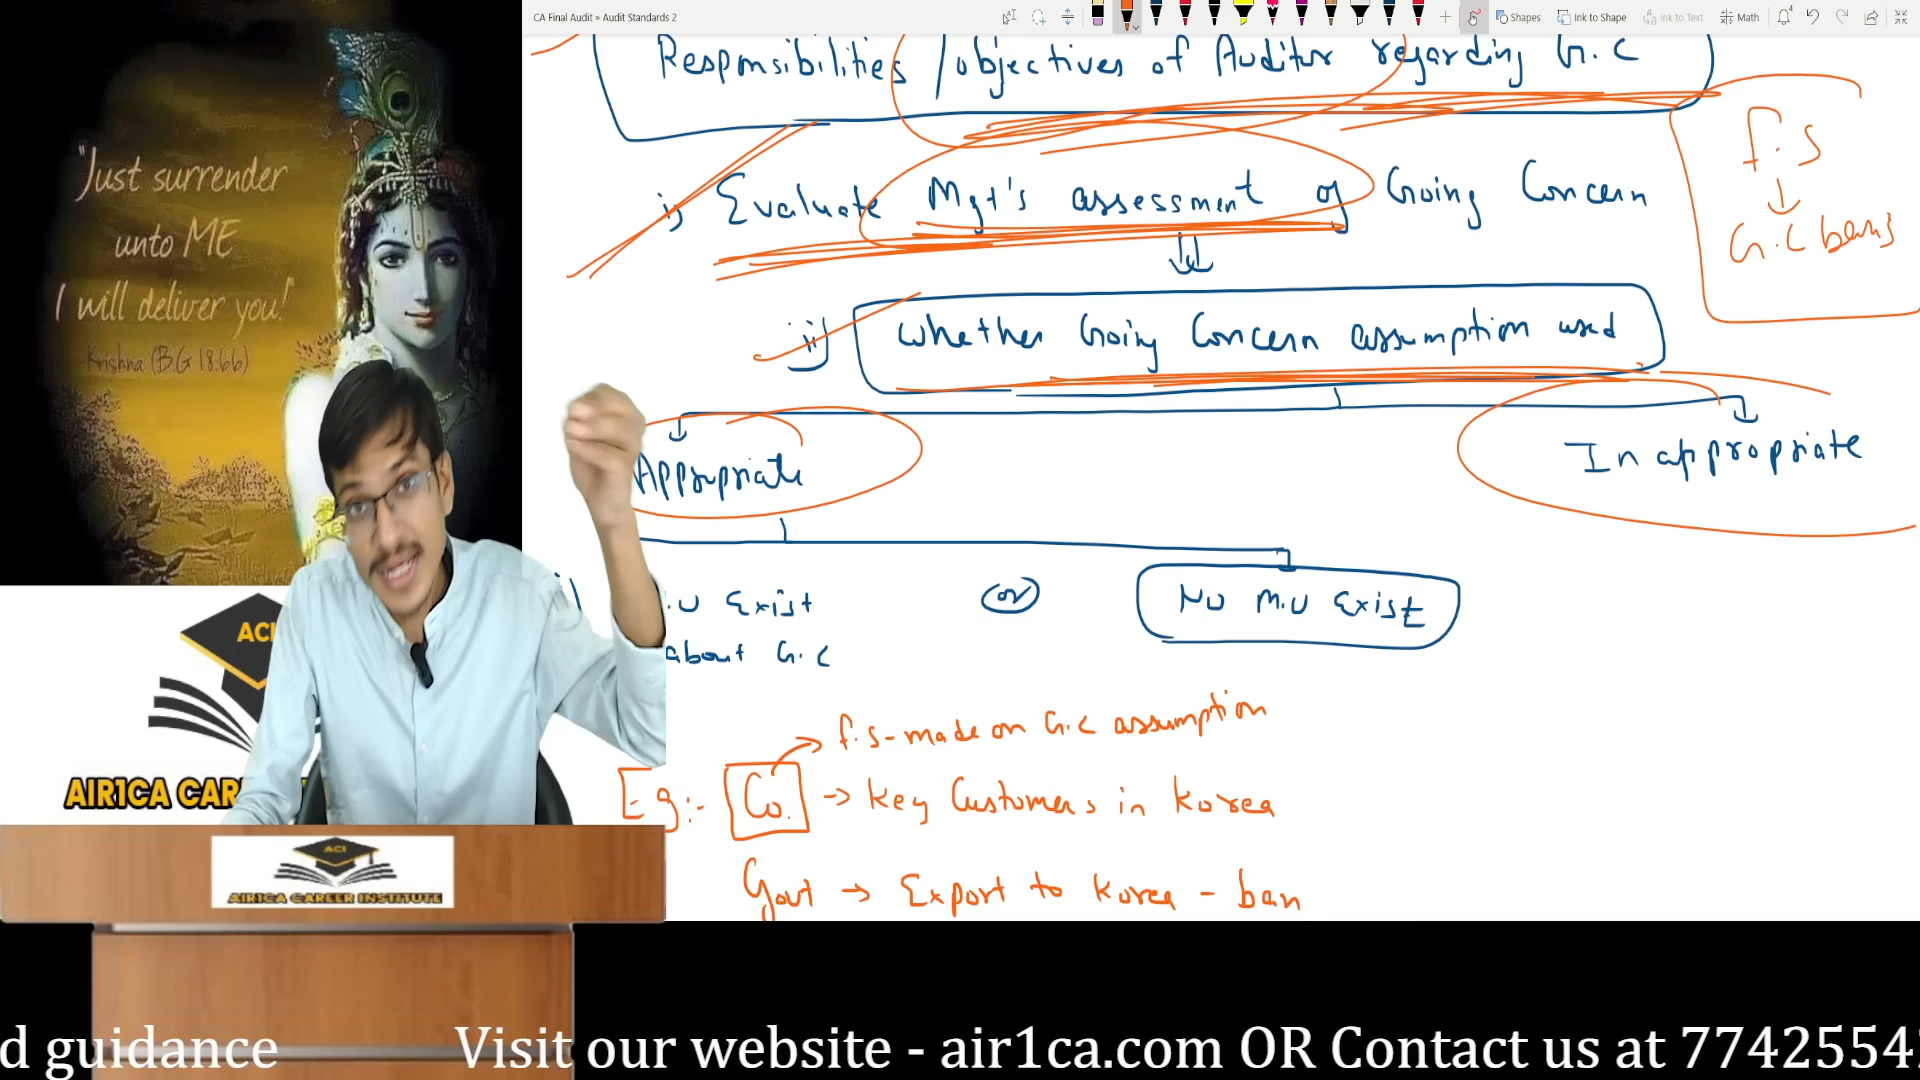 CA Final Audit » Audit Standards 2
Shapes
Ink to Shape
Ink to Text
Math
Responsibilities / objectives of Auditor regarding G.C
"Just surrender
unto ME
I will deliver you!"
-Krishna (B.G 18.66)
F.S
G.C basis
i) Evaluate Mgt's assessment of Going Concern
ii) Whether Going Concern assumption used
Appropriate
Inappropriate
.U Exist
about G.C
or
No M.U Exist
F.S - made on G.C assumption
Eg:- Co. → Key Customers in Korea
Govt → Export to Korea - ban
ACI
AIR1CA CAR
ACI
AIR1CA CAREER INSTITUTE
d guidance Visit our website - air1ca.com OR Contact us at 7742554